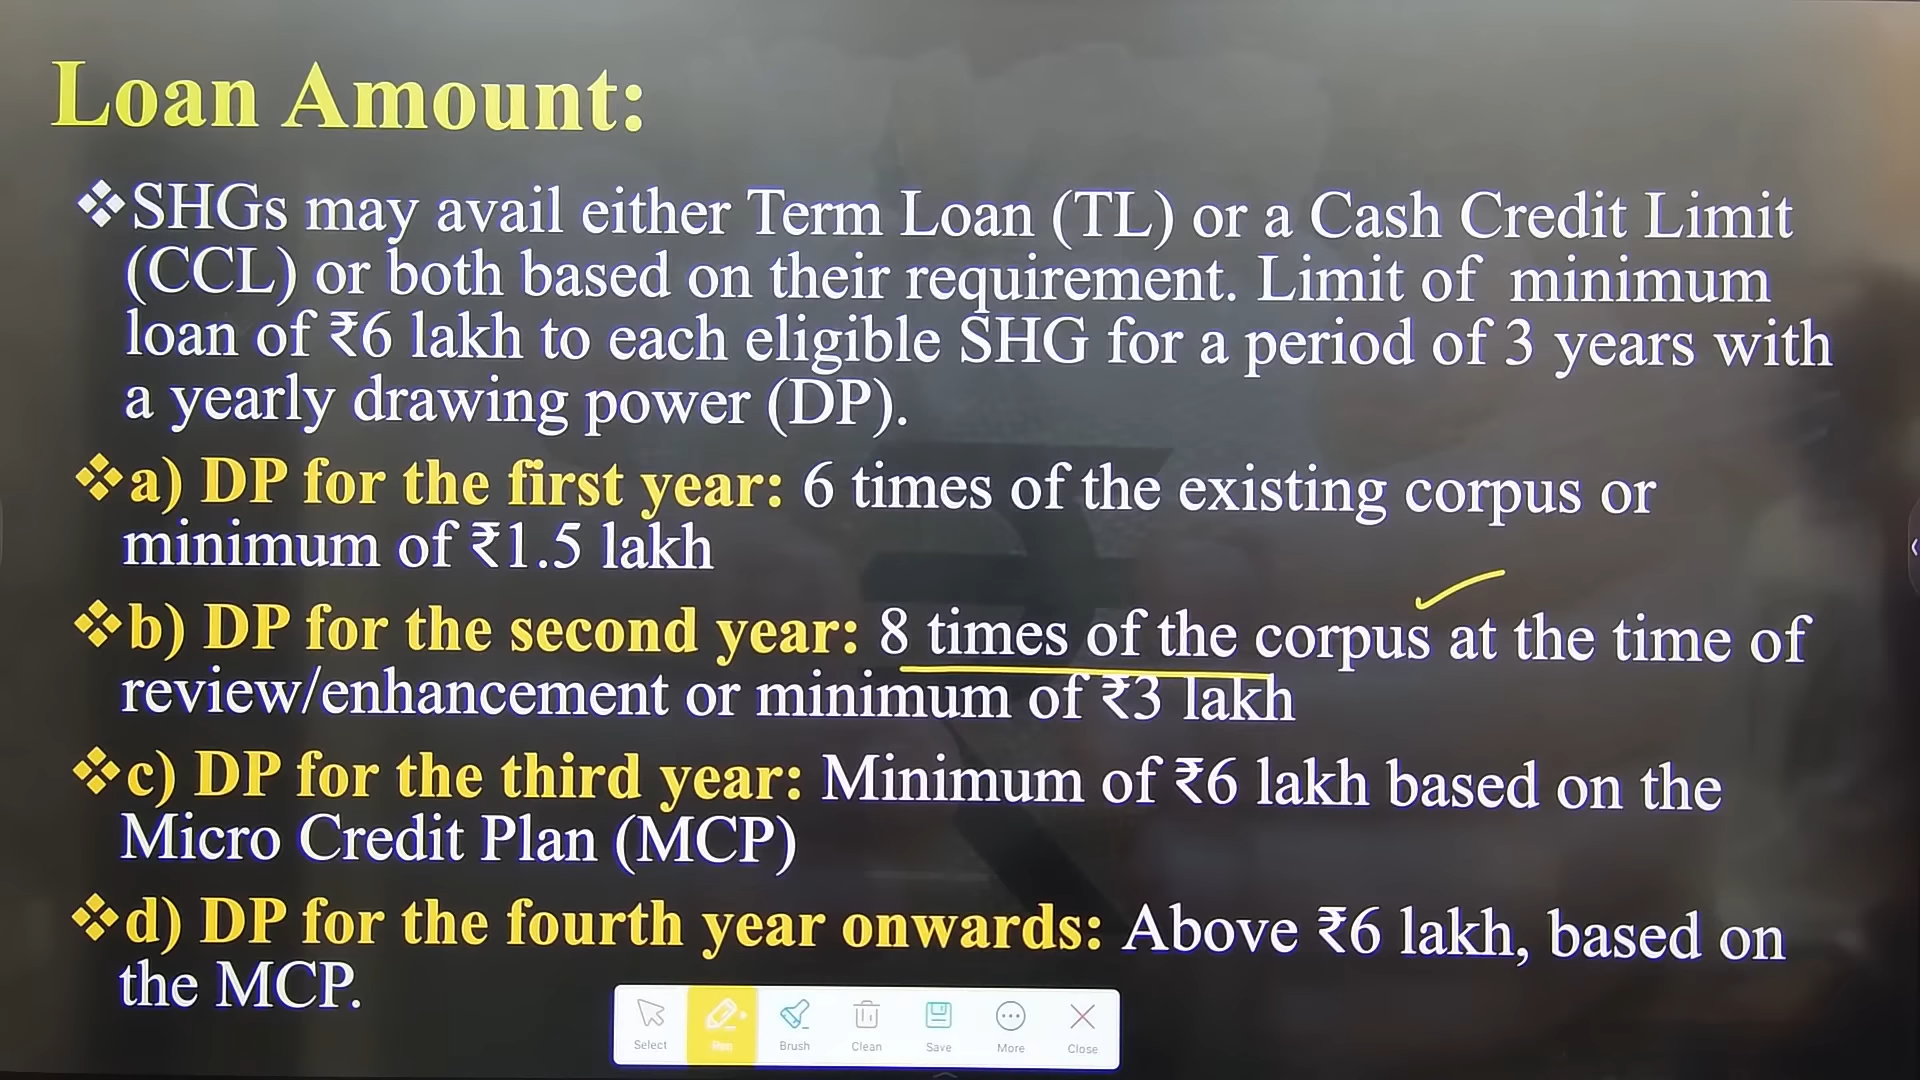 Loan Amount:
❖SHGs may avail either Term Loan (TL) or a Cash Credit Limit
(CCL) or both based on their requirement. Limit of minimum
loan of ₹6 lakh to each eligible SHG for a period of 3 years with
a yearly drawing power (DP).
❖a) DP for the first year: 6 times of the existing corpus or
minimum of ₹1.5 lakh
❖b) DP for the second year: 8 times of the corpus at the time of
review/enhancement or minimum of ₹3 lakh
❖c) DP for the third year: Minimum of ₹6 lakh based on the
Micro Credit Plan (MCP)
❖d) DP for the fourth year onwards: Above ₹6 lakh, based on
the MCP.
Select Pen Brush Clean Save More Close